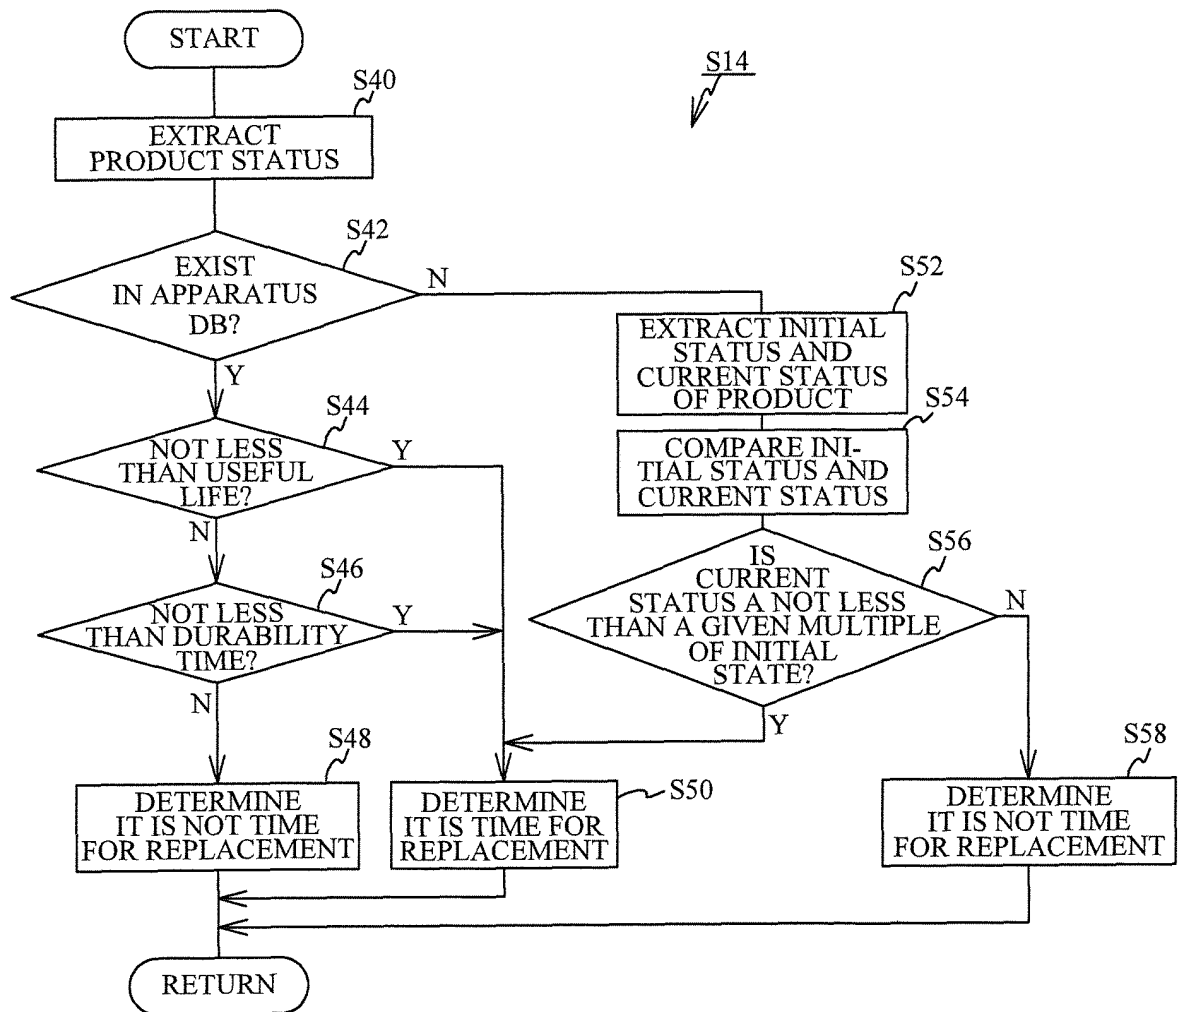 START
S14
S40
EXTRACT
PRODUCT STATUS
S42
EXIST
IN APPARATUS
DB?
N
Y
S52
EXTRACT INITIAL
STATUS AND
CURRENT STATUS
OF PRODUCT
S44
NOT LESS
THAN USEFUL
LIFE?
Y
N
S54
COMPARE INI-
TIAL STATUS AND
CURRENT STATUS
S46
NOT LESS
THAN DURABILITY
TIME?
Y
N
S56
IS
CURRENT
STATUS A NOT LESS
THAN A GIVEN MULTIPLE
OF INITIAL
STATE?
N
Y
S48
DETERMINE
IT IS NOT TIME
FOR REPLACEMENT
S50
DETERMINE
IT IS TIME FOR
REPLACEMENT
S58
DETERMINE
IT IS NOT TIME
FOR REPLACEMENT
RETURN